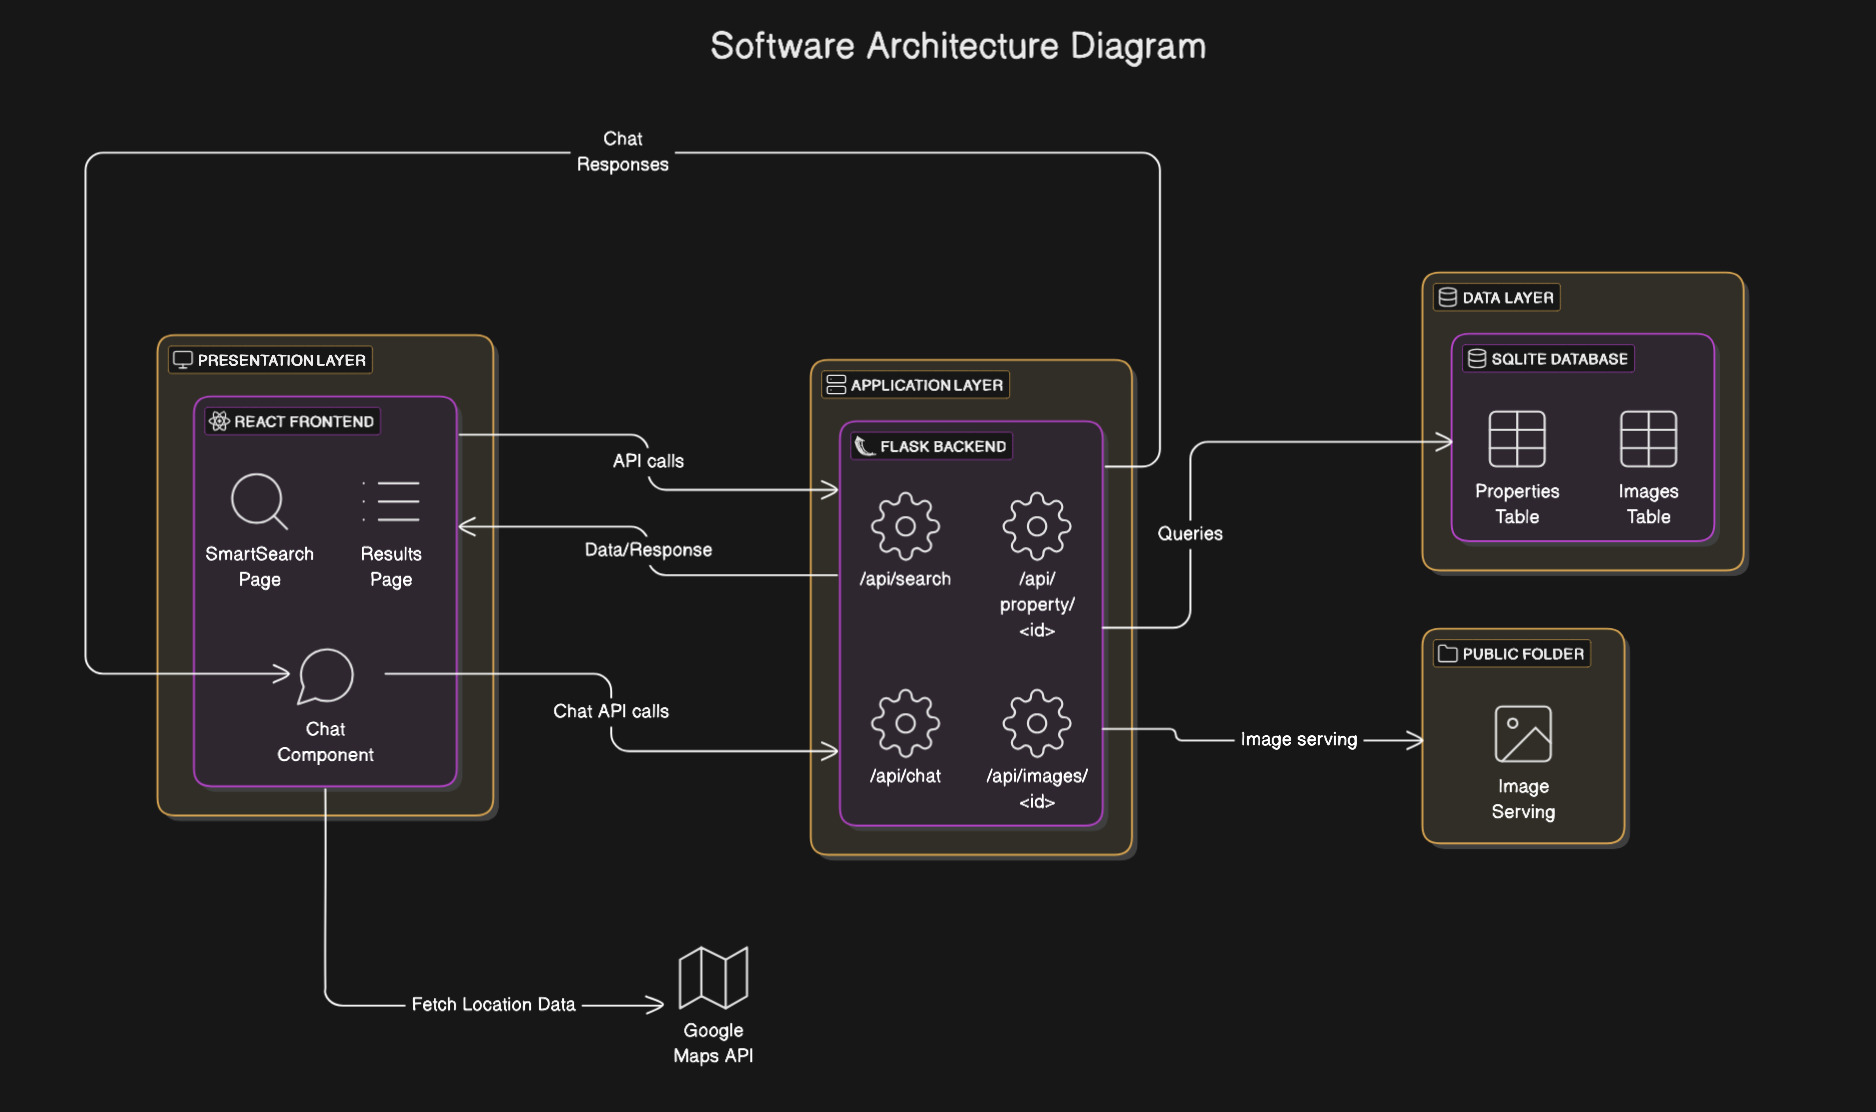 Software Architecture Diagram
Chat
Responses
PRESENTATION LAYER
REACT FRONTEND
SmartSearch
Page
Results
Page
Chat
Component
API calls
Data/Response
Chat API calls
APPLICATION LAYER
FLASK BACKEND
/api/search
/api/
property/
<id>
/api/chat
/api/images/
<id>
Queries
Image serving
DATA LAYER
SQLITE DATABASE
Properties
Table
Images
Table
PUBLIC FOLDER
Image
Serving
Fetch Location Data
Google
Maps API